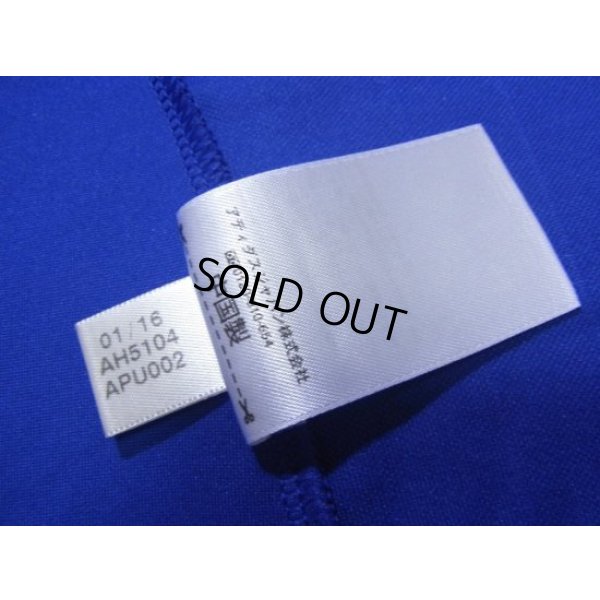 SOLD OUT
アディダス ジャパン株式会社
中国製
01/16
AH5104
APU002